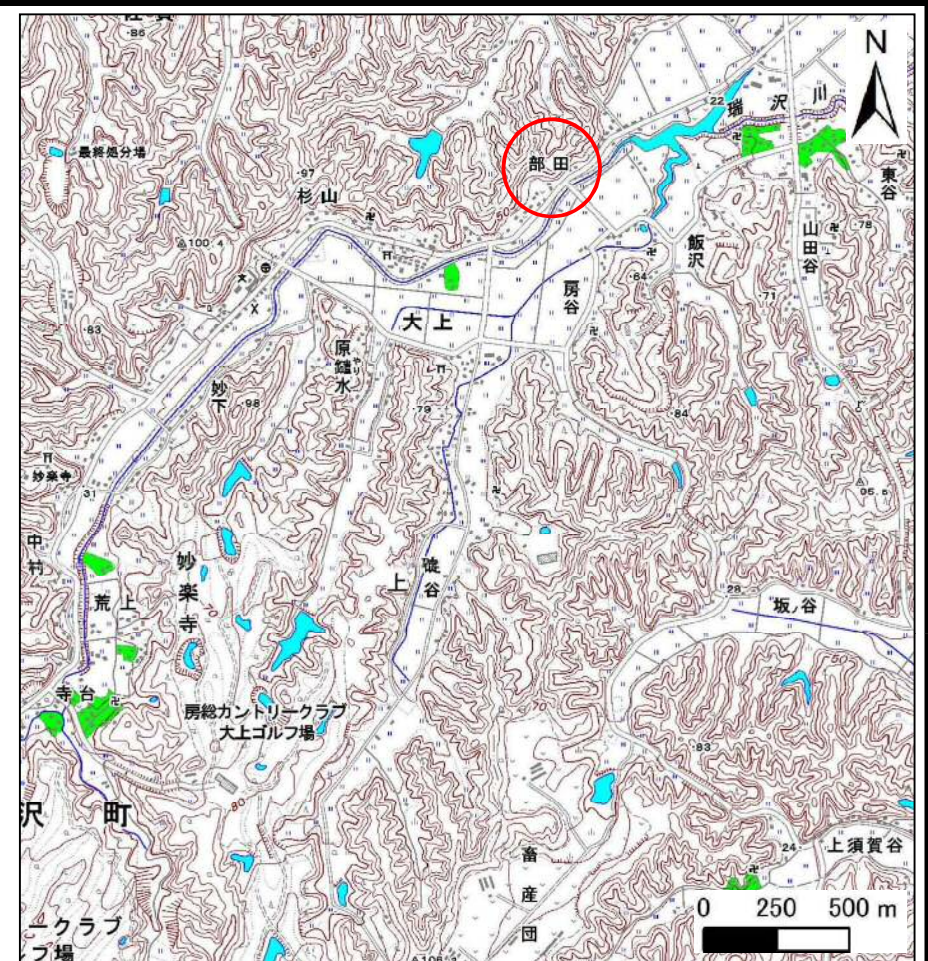 N
86
22
瑞沢川
最終処分場
部田
97
杉山
50
東谷
100.4
飯沢
山田谷
78
64
71
房谷
大上
83
原鑓水
やり
妙下
98
79
84
妙楽寺
31
中村
妙楽寺
70
上
碇谷
28
坂ノ谷
荒上
寺台
房総カントリークラブ
大上ゴルフ場
70
83
80
沢町
24
上須賀谷
畜産団
0 250 500 m
ークラブ
フ場